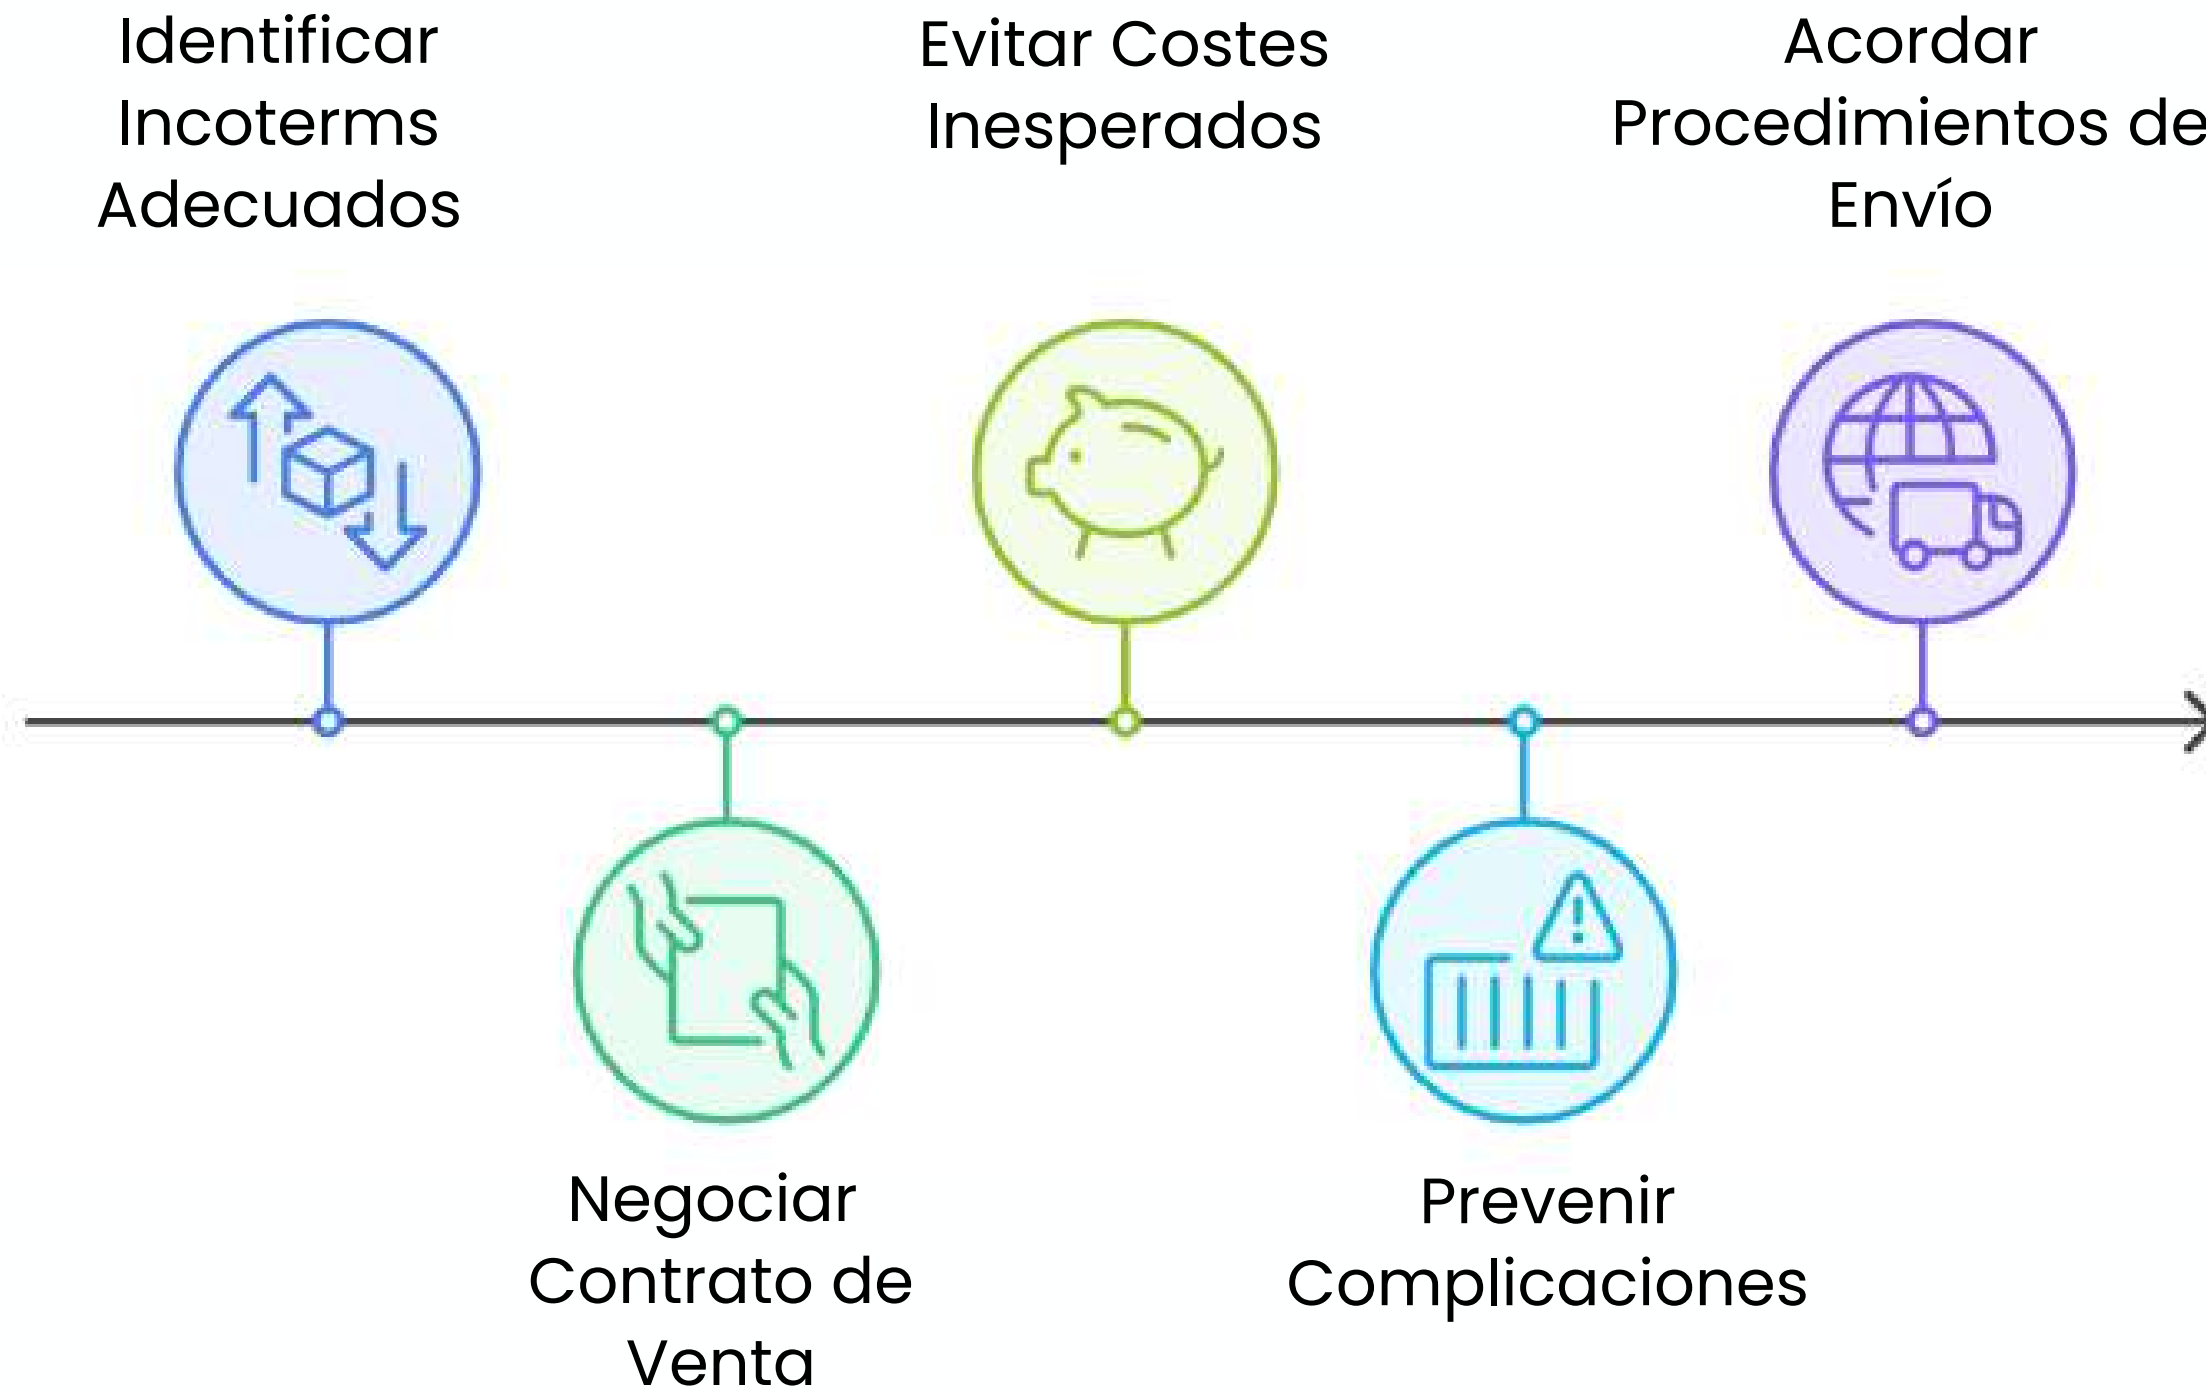 Identificar
Incoterms
Adecuados
Evitar Costes
Inesperados
Acordar
Procedimientos de
Envío
Negociar
Contrato de
Venta
Prevenir
Complicaciones